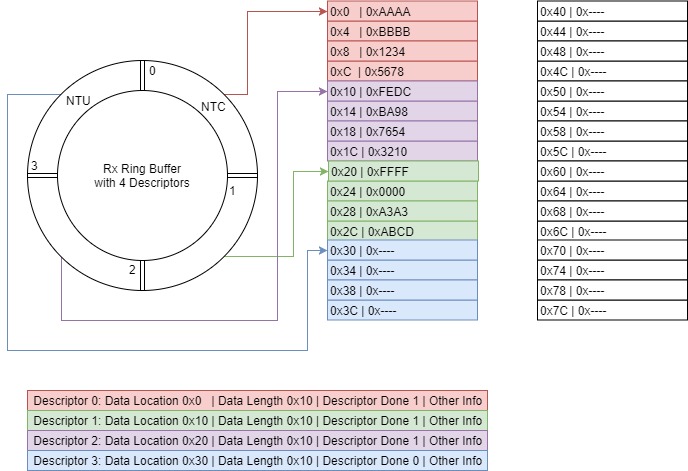 0x0 | 0xAAAA
0x4 | 0xBBBB
0x8 | 0x1234
0xC | 0x5678
0x10 | 0xFEDC
0x14 | 0xBA98
0x18 | 0x7654
0x1C | 0x3210
0x20 | 0xFFFF
0x24 | 0x0000
0x28 | 0xA3A3
0x2C | 0xABCD
0x30 | 0x----
0x34 | 0x----
0x38 | 0x----
0x3C | 0x----
0x40 | 0x----
0x44 | 0x----
0x48 | 0x----
0x4C | 0x----
0x50 | 0x----
0x54 | 0x----
0x58 | 0x----
0x5C | 0x----
0x60 | 0x----
0x64 | 0x----
0x68 | 0x----
0x6C | 0x----
0x70 | 0x----
0x74 | 0x----
0x78 | 0x----
0x7C | 0x----
0
NTU
NTC
3
1
Rx Ring Buffer
with 4 Descriptors
2
Descriptor 0: Data Location 0x0 | Data Length 0x10 | Descriptor Done 1 | Other Info
Descriptor 1: Data Location 0x10 | Data Length 0x10 | Descriptor Done 1 | Other Info
Descriptor 2: Data Location 0x20 | Data Length 0x10 | Descriptor Done 1 | Other Info
Descriptor 3: Data Location 0x30 | Data Length 0x10 | Descriptor Done 0 | Other Info